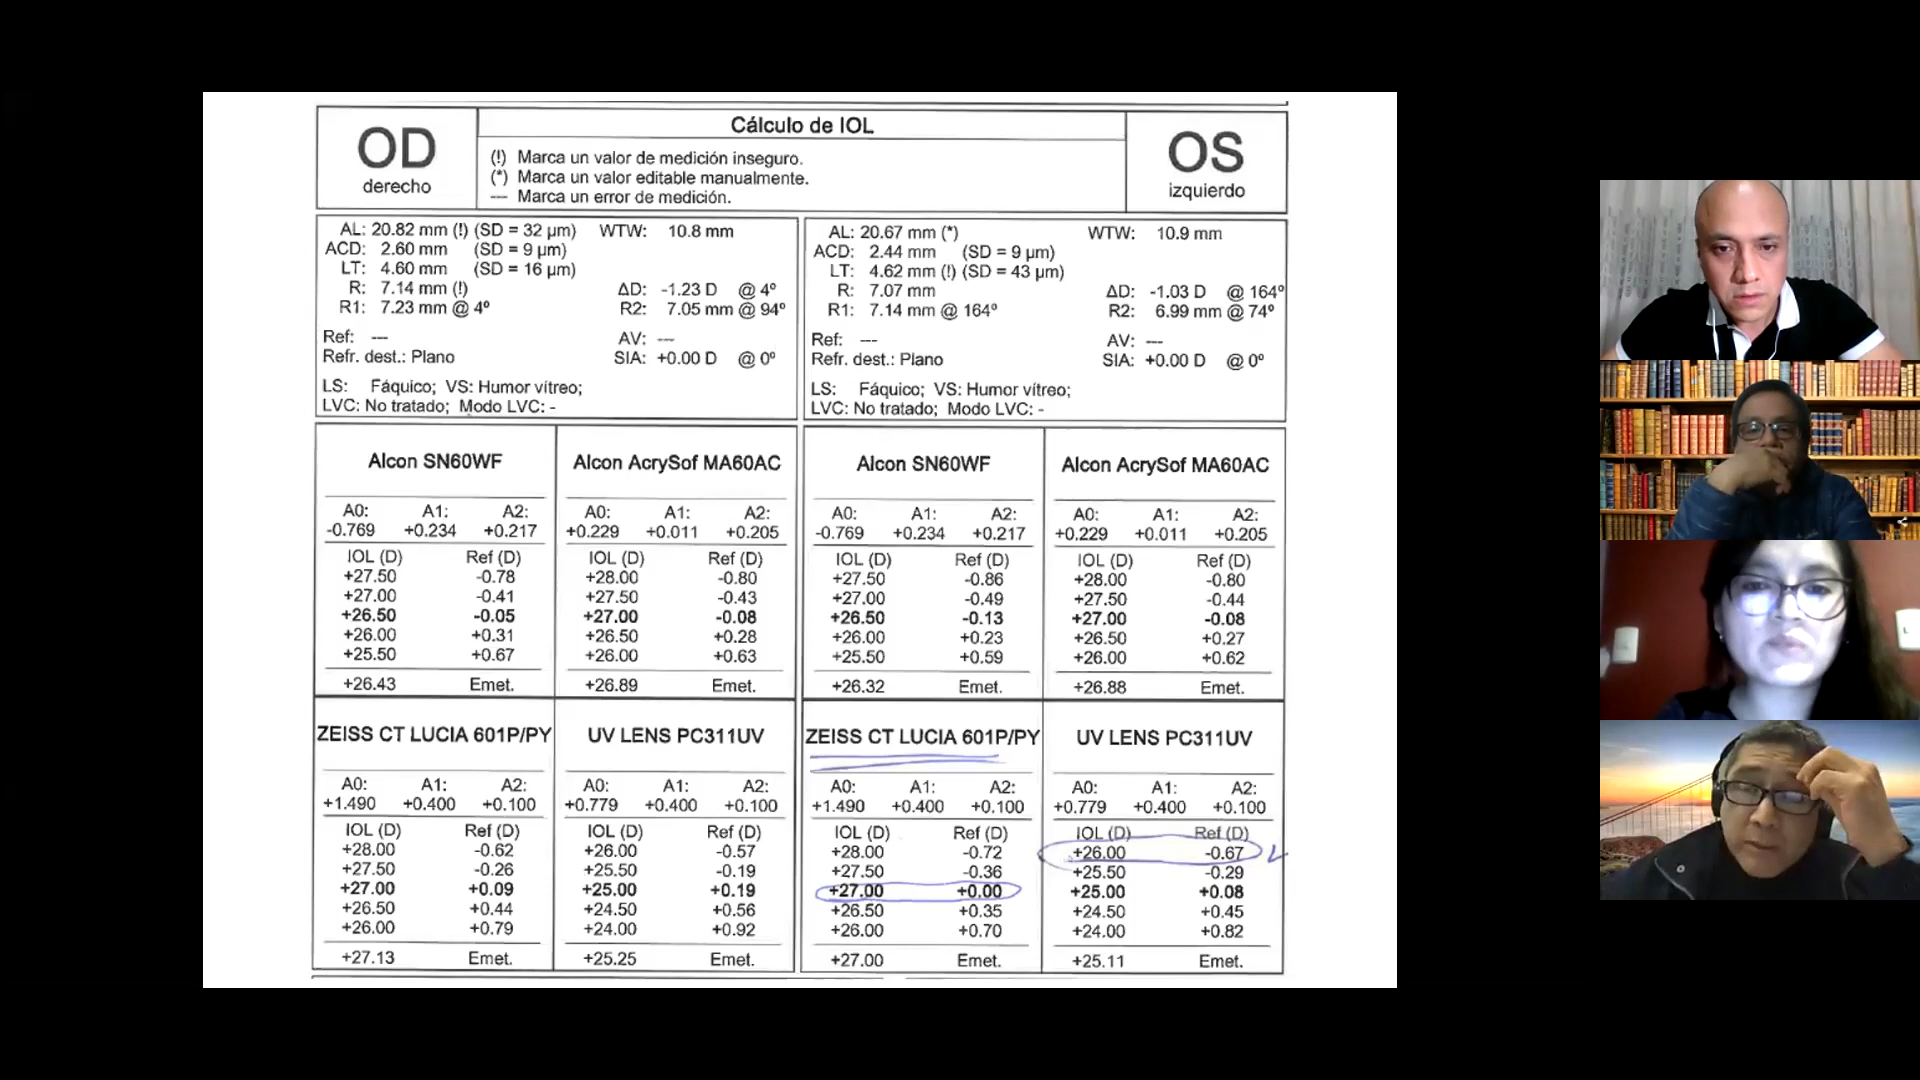 OD
derecho
Cálculo de IOL
(!) Marca un valor de medición inseguro.
(*) Marca un valor editable manualmente.
--- Marca un error de medición.
OS
izquierdo
AL: 20.82 mm (!) (SD = 32 µm) WTW: 10.8 mm
ACD: 2.60 mm (SD = 9 µm)
LT: 4.60 mm (SD = 16 µm)
R: 7.14 mm (!) ΔD: -1.23 D @ 4º
R1: 7.23 mm @ 4º R2: 7.05 mm @ 94º
Ref: --- AV: ---
Refr. dest.: Plano SIA: +0.00 D @ 0º
LS: Fáquico; VS: Humor vítreo;
LVC: No tratado; Modo LVC: -
AL: 20.67 mm (*) WTW: 10.9 mm
ACD: 2.44 mm (SD = 9 µm)
LT: 4.62 mm (!) (SD = 43 µm)
R: 7.07 mm ΔD: -1.03 D @ 164º
R1: 7.14 mm @ 164º R2: 6.99 mm @ 74º
Ref: --- AV: ---
Refr. dest.: Plano SIA: +0.00 D @ 0º
LS: Fáquico; VS: Humor vítreo;
LVC: No tratado; Modo LVC: -
Alcon SN60WF
A0: A1: A2:
-0.769 +0.234 +0.217
IOL (D) Ref (D)
+27.50 -0.78
+27.00 -0.41
+26.50 -0.05
+26.00 +0.31
+25.50 +0.67
+26.43 Emet.
Alcon AcrySof MA60AC
A0: A1: A2:
+0.229 +0.011 +0.205
IOL (D) Ref (D)
+28.00 -0.80
+27.50 -0.43
+27.00 -0.08
+26.50 +0.28
+26.00 +0.63
+26.89 Emet.
Alcon SN60WF
A0: A1: A2:
-0.769 +0.234 +0.217
IOL (D) Ref (D)
+27.50 -0.86
+27.00 -0.49
+26.50 -0.13
+26.00 +0.23
+25.50 +0.59
+26.32 Emet.
Alcon AcrySof MA60AC
A0: A1: A2:
+0.229 +0.011 +0.205
IOL (D) Ref (D)
+28.00 -0.80
+27.50 -0.44
+27.00 -0.08
+26.50 +0.27
+26.00 +0.62
+26.88 Emet.
ZEISS CT LUCIA 601P/PY
A0: A1: A2:
+1.490 +0.400 +0.100
IOL (D) Ref (D)
+28.00 -0.62
+27.50 -0.26
+27.00 +0.09
+26.50 +0.44
+26.00 +0.79
+27.13 Emet.
UV LENS PC311UV
A0: A1: A2:
+0.779 +0.400 +0.100
IOL (D) Ref (D)
+26.00 -0.57
+25.50 -0.19
+25.00 +0.19
+24.50 +0.56
+24.00 +0.92
+25.25 Emet.
ZEISS CT LUCIA 601P/PY
A0: A1: A2:
+1.490 +0.400 +0.100
IOL (D) Ref (D)
+28.00 -0.72
+27.50 -0.36
+27.00 +0.00
+26.50 +0.35
+26.00 +0.70
+27.00 Emet.
UV LENS PC311UV
A0: A1: A2:
+0.779 +0.400 +0.100
IOL (D) Ref (D)
+26.00 -0.67
+25.50 -0.29
+25.00 +0.08
+24.50 +0.45
+24.00 +0.82
+25.11 Emet.